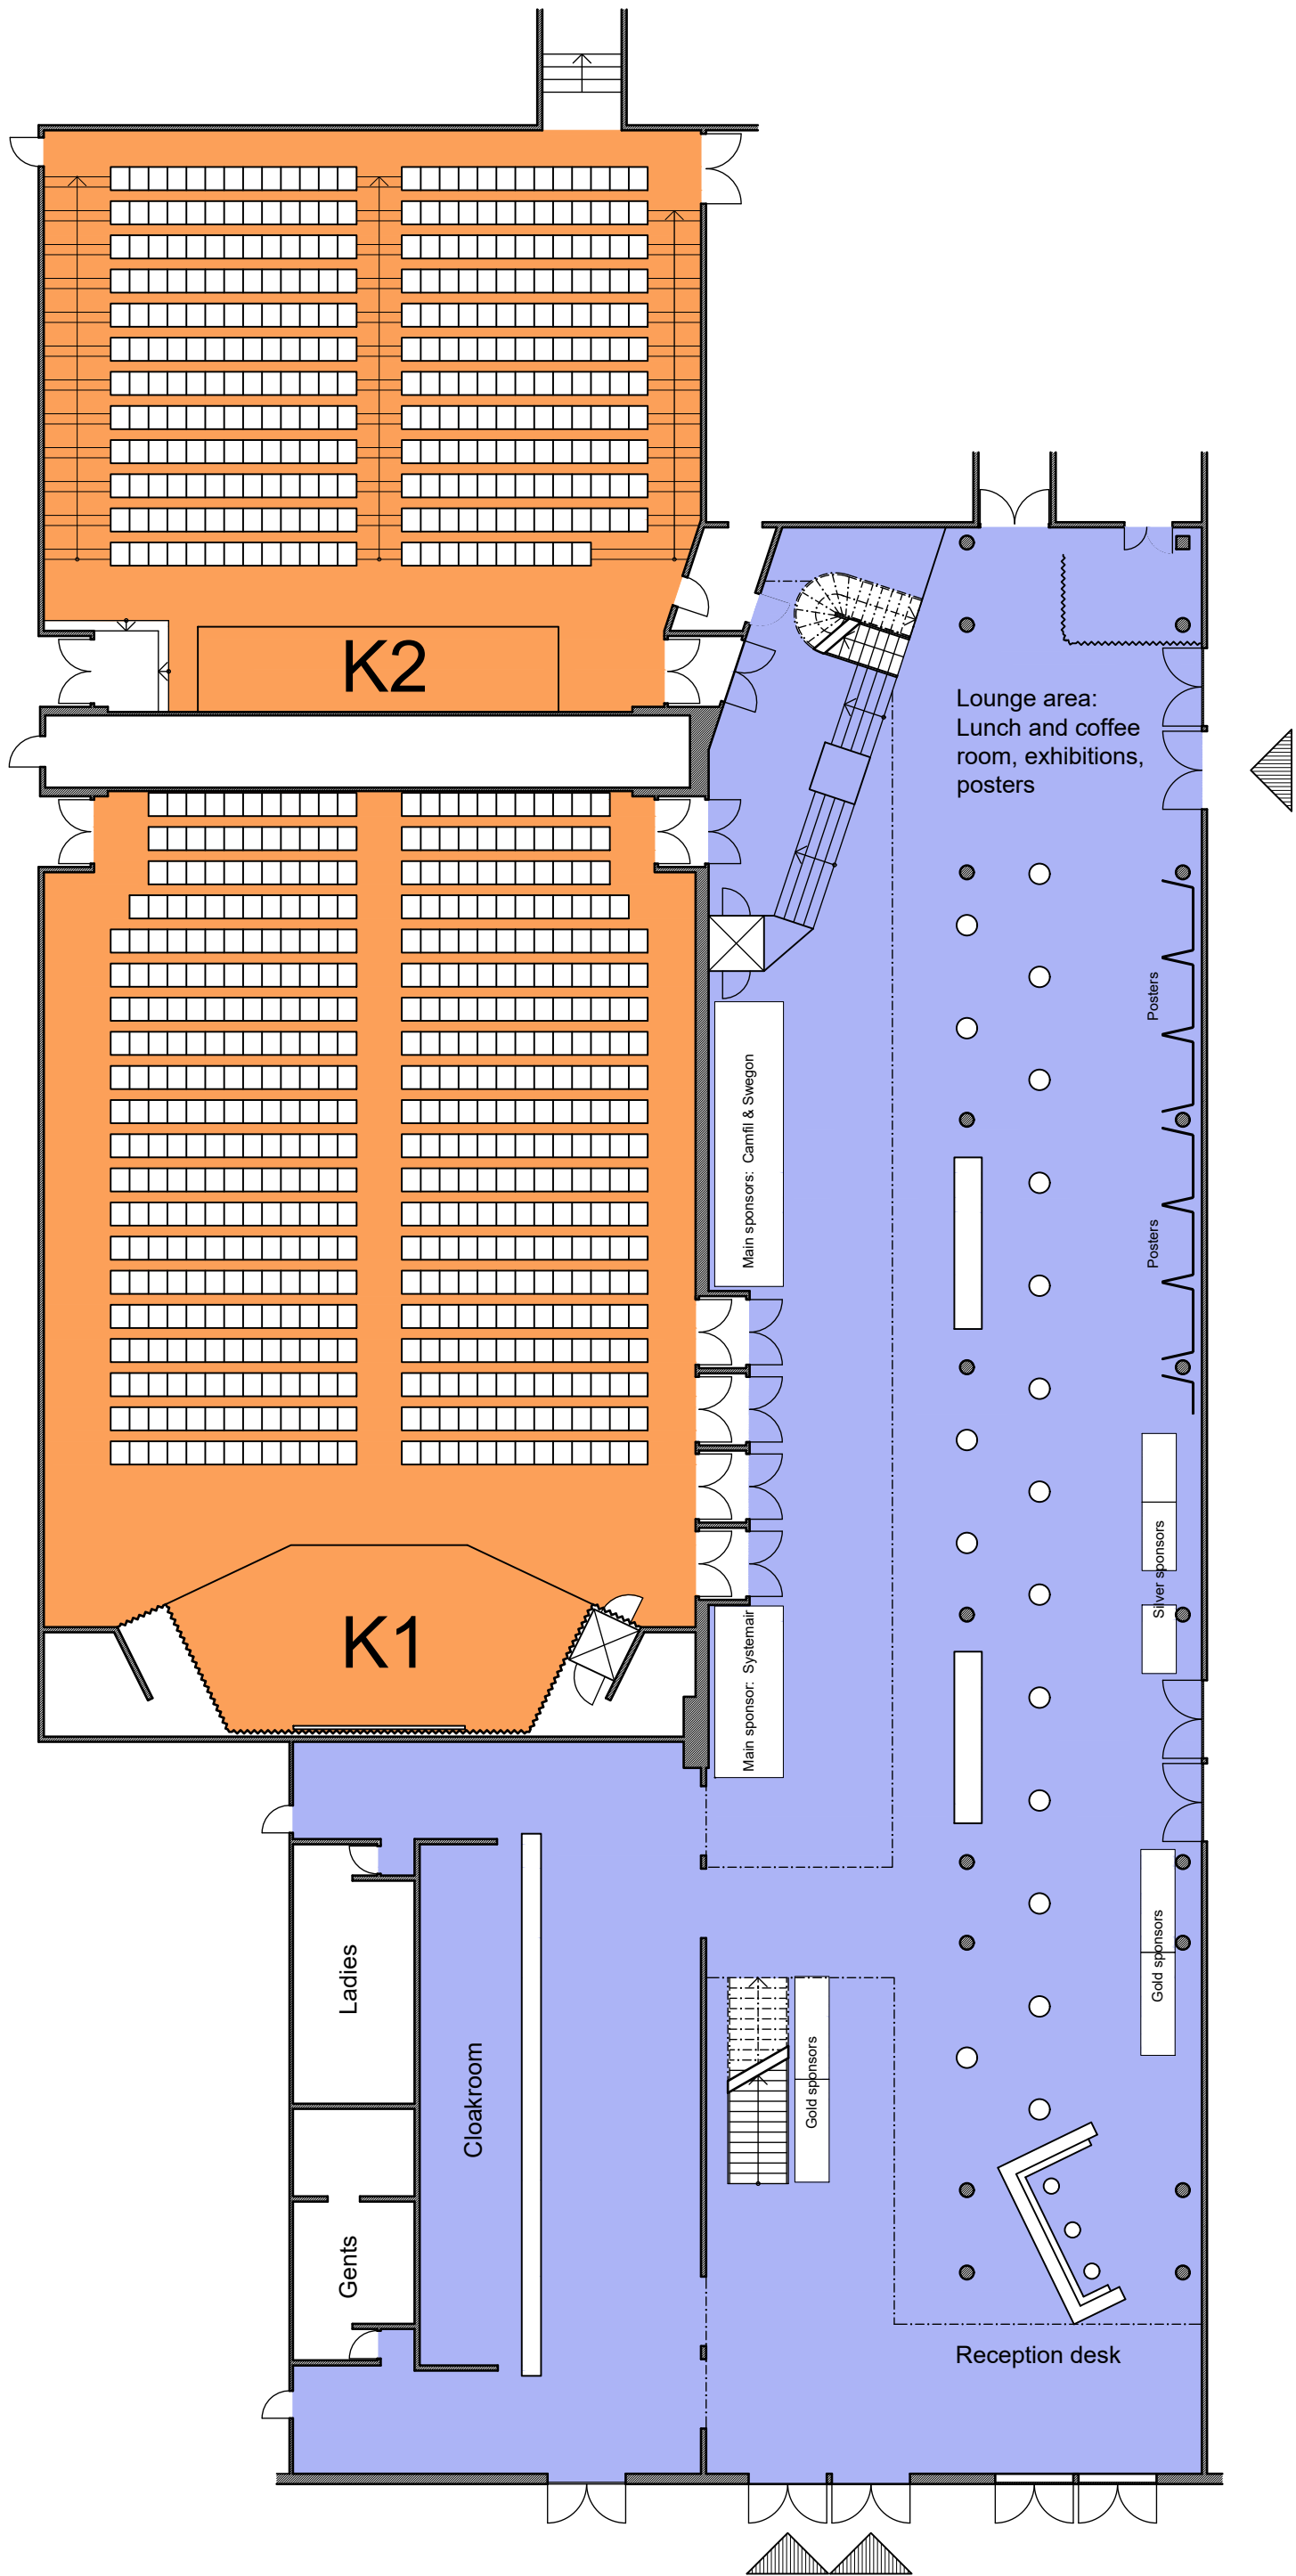 K2
Lounge area:
Lunch and coffee
room, exhibitions,
posters
Posters
Main sponsors: Camfil & Swegon
Posters
Silver sponsors
K1
Main sponsor: Systemair
Gold sponsors
Ladies
Cloakroom
Gold sponsors
Gents
Reception desk